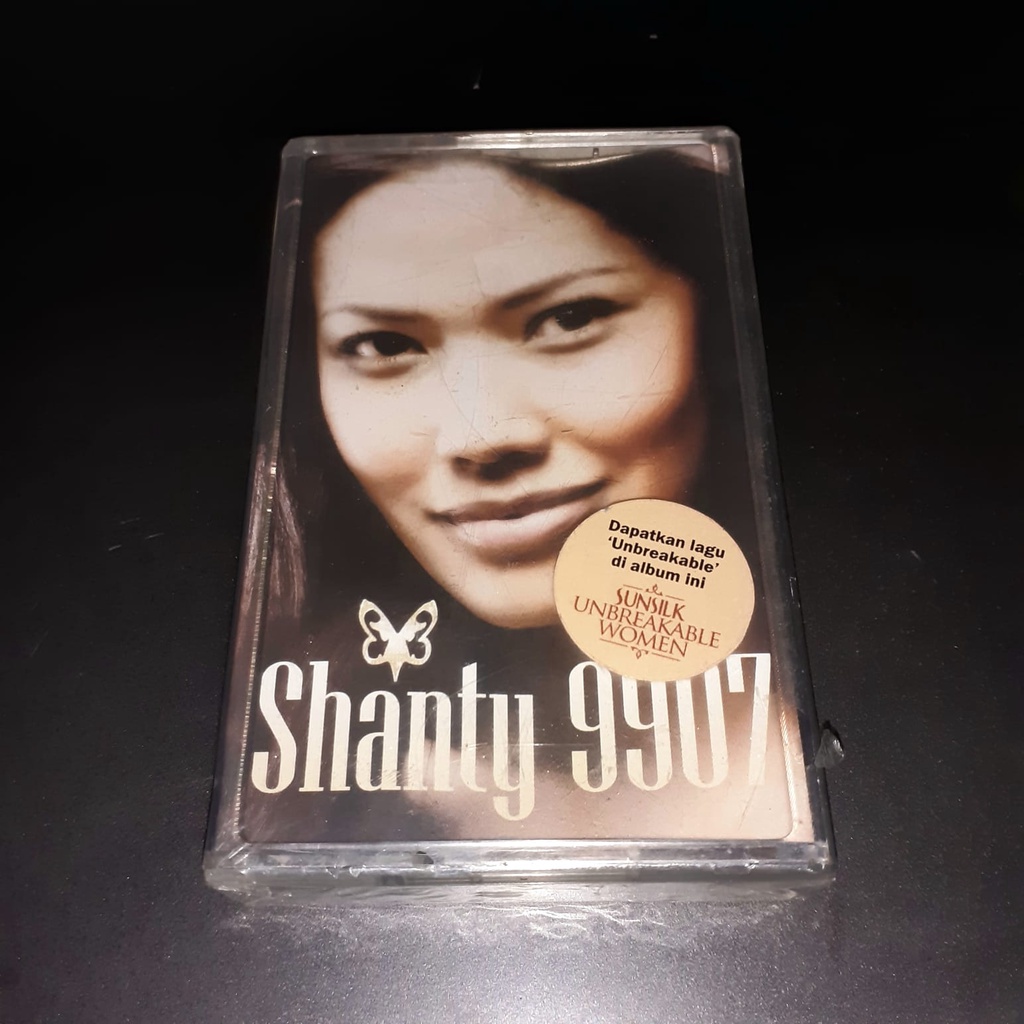 Dapatkan lagu
'Unbreakable'
di album ini
SUNSILK
UNBREAKABLE
WOMEN
Shanty 9907